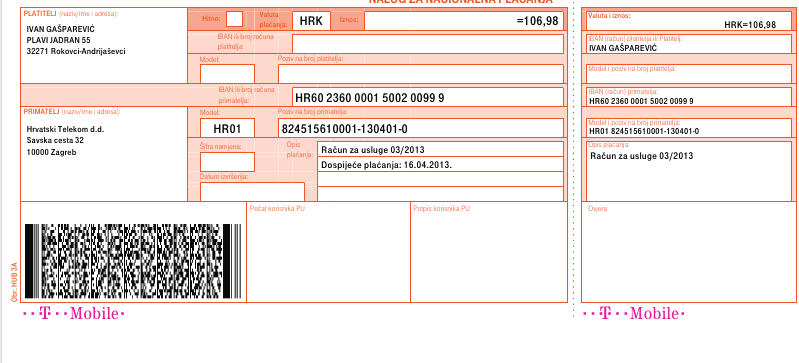 NALOG ZA NACIONALNA PLAĆANJA
PLATITELJ (naziv/ime i adresa):
IVAN GAŠPAREVIĆ
PLAVI JADRAN 55
32271 Rokovci-Andrijaševci
Hitno:
Valuta plaćanja:
HRK
Iznos:
=106,98
IBAN ili broj računa platitelja:
Model:
Poziv na broj platitelja:
IBAN ili broj računa primatelja:
HR60 2360 0001 5002 0099 9
PRIMATELJ (naziv/ime i adresa):
Hrvatski Telekom d.d.
Savska cesta 32
10000 Zagreb
Model:
HR01
Poziv na broj primatelja:
824515610001-130401-0
Šifra namjene:
Opis plaćanja:
Račun za usluge 03/2013
Dospijeće plaćanja: 16.04.2013.
Datum izvršenja:
Pečat korisnika PU
Potpis korisnika PU
Obr. HUB 3A
T Mobile
Valuta i iznos:
HRK=106,98
IBAN (račun) platitelja ili Platitelj:
IVAN GAŠPAREVIĆ
Model i poziv na broj platitelja:
IBAN (račun) primatelja:
HR60 2360 0001 5002 0099 9
Model i poziv na broj primatelja:
HR01 824515610001-130401-0
Opis plaćanja:
Račun za usluge 03/2013
Ovjera
T Mobile